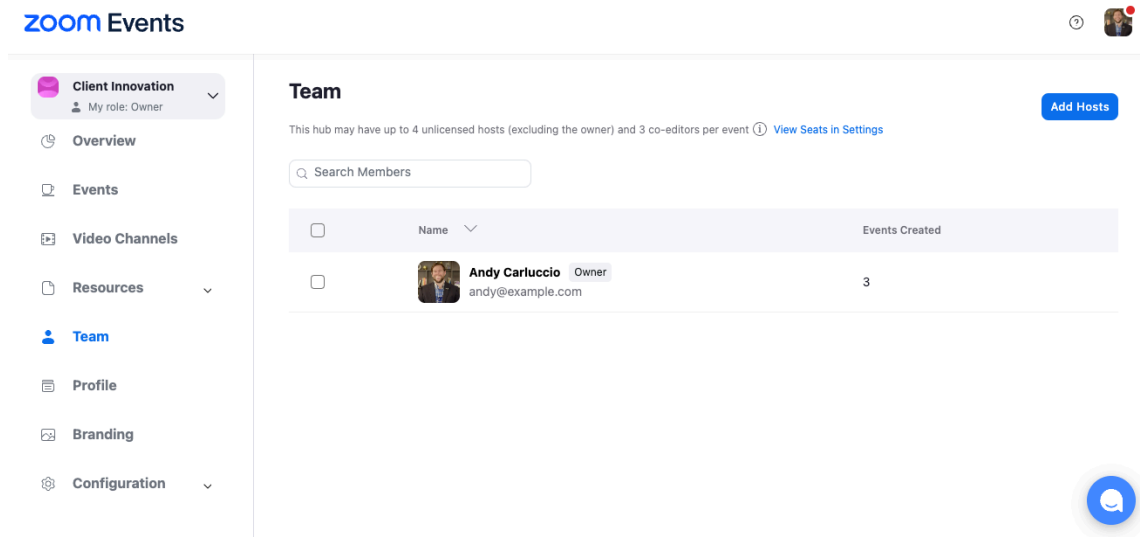 zoom Events
Client Innovation
My role: Owner
Overview
Events
Video Channels
Resources
Team
Profile
Branding
Configuration
Team
Add Hosts
This hub may have up to 4 unlicensed hosts (excluding the owner) and 3 co-editors per event View Seats in Settings
Search Members
Name Events Created
Andy Carluccio Owner 3
andy@example.com